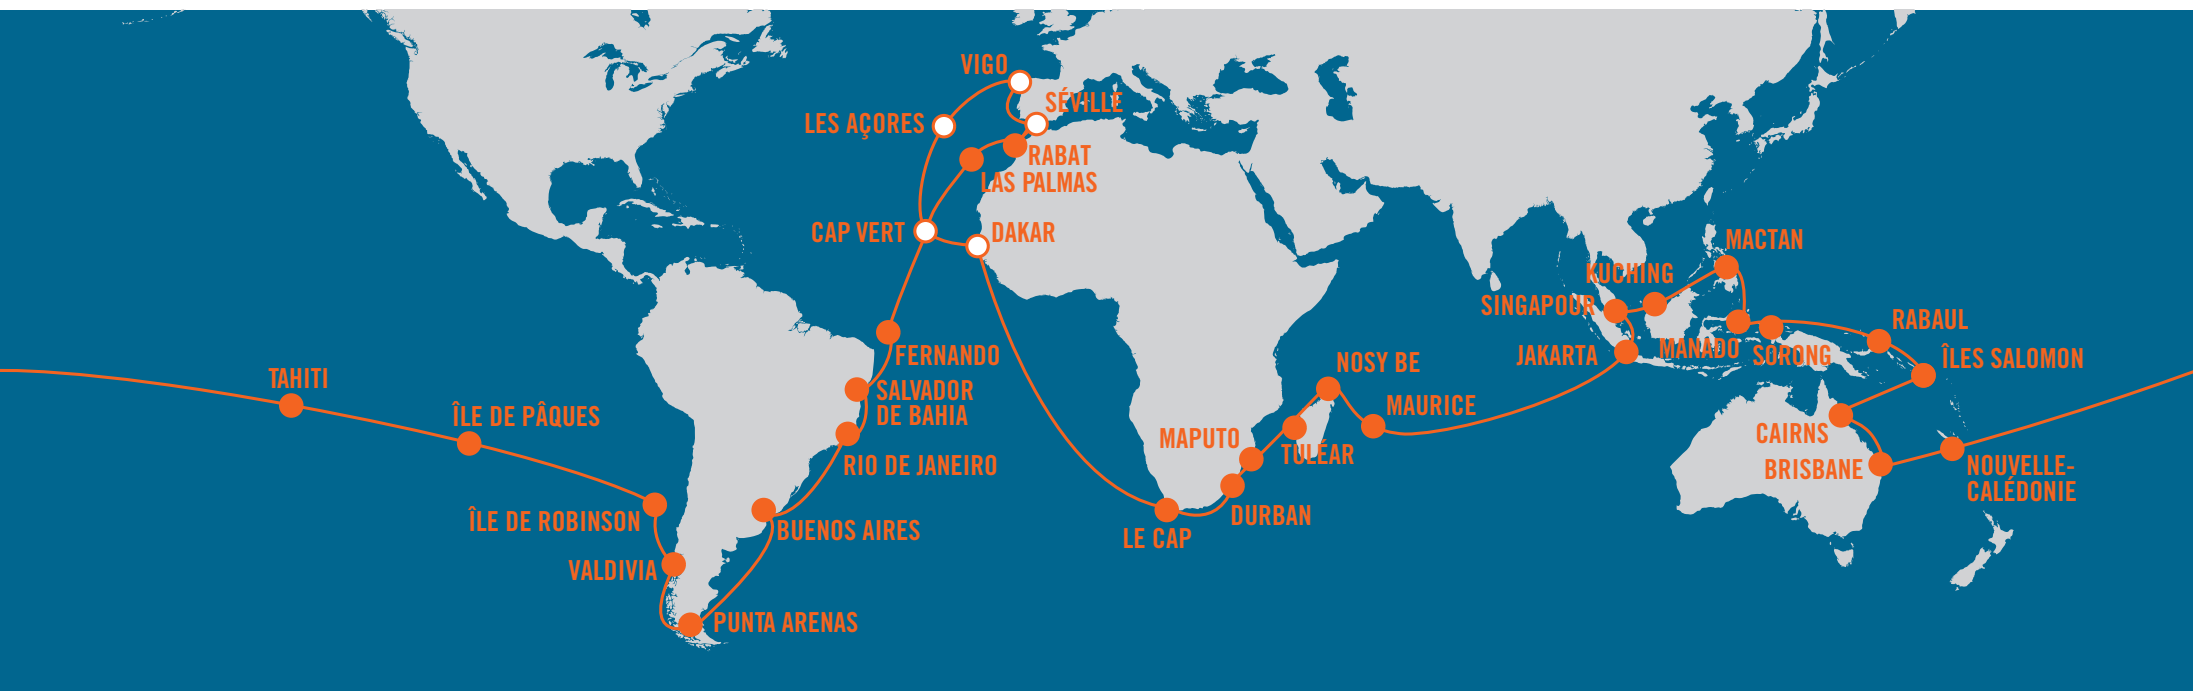 VIGO
SÉVILLE
LES AÇORES
RABAT
LAS PALMAS
CAP VERT
DAKAR
MACTAN
KUCHING
SINGAPOUR
RABAUL
JAKARTA
MANADO
SORONG
ÎLES SALOMON
FERNANDO
NOSY BE
TAHITI
SALVADOR
DE BAHIA
MAURICE
ÎLE DE PÂQUES
CAIRNS
MAPUTO
TULÉAR
RIO DE JANEIRO
BRISBANE
NOUVELLE-
CALÉDONIE
ÎLE DE ROBINSON
BUENOS AIRES
DURBAN
LE CAP
VALDIVIA
PUNTA ARENAS